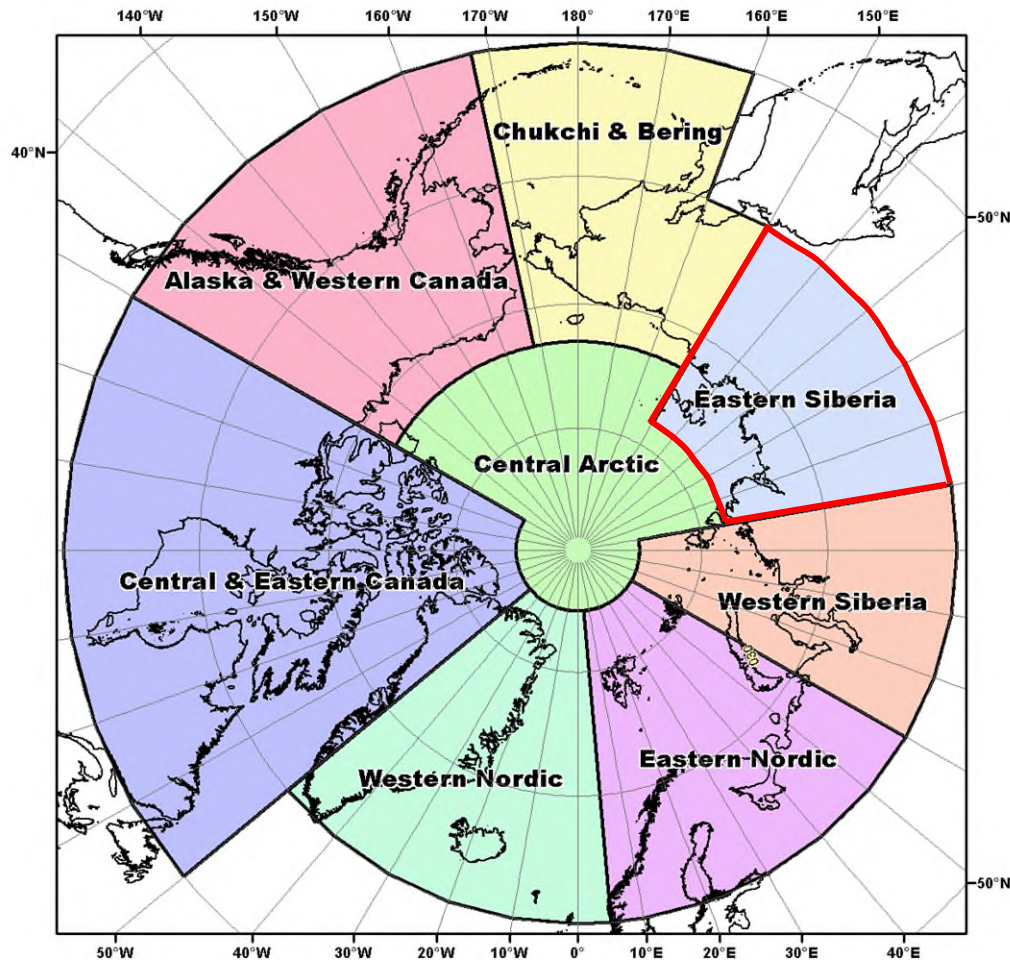 140°W 150°W 160°W 170°W 180° 170°E 160°E 150°E
40°N
Chukchi & Bering
50°N
Alaska & Western Canada
Eastern Siberia
Central Arctic
Central & Eastern Canada
Western Siberia
Eastern Nordic
Western Nordic
50°N
50°W 40°W 30°W 20°W 10°W 0° 10°E 20°E 30°E 40°E